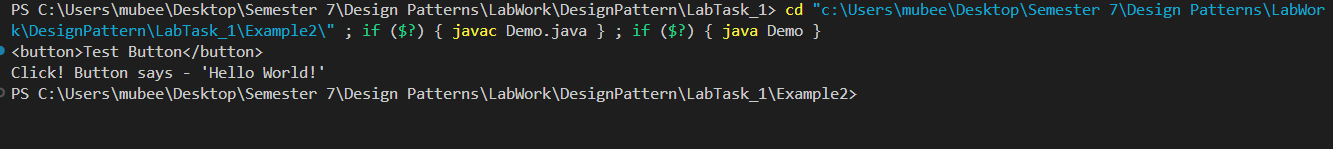 PS C:\Users\mubee\Desktop\Semester 7\Design Patterns\LabWork\DesignPattern\LabTask_1> cd "c:\Users\mubee\Desktop\Semester 7\Design Patterns\LabWor
k\DesignPattern\LabTask_1\Example2\" ; if ($?) { javac Demo.java } ; if ($?) { java Demo }
<button>Test Button</button>
Click! Button says - 'Hello World!'
PS C:\Users\mubee\Desktop\Semester 7\Design Patterns\LabWork\DesignPattern\LabTask_1\Example2>